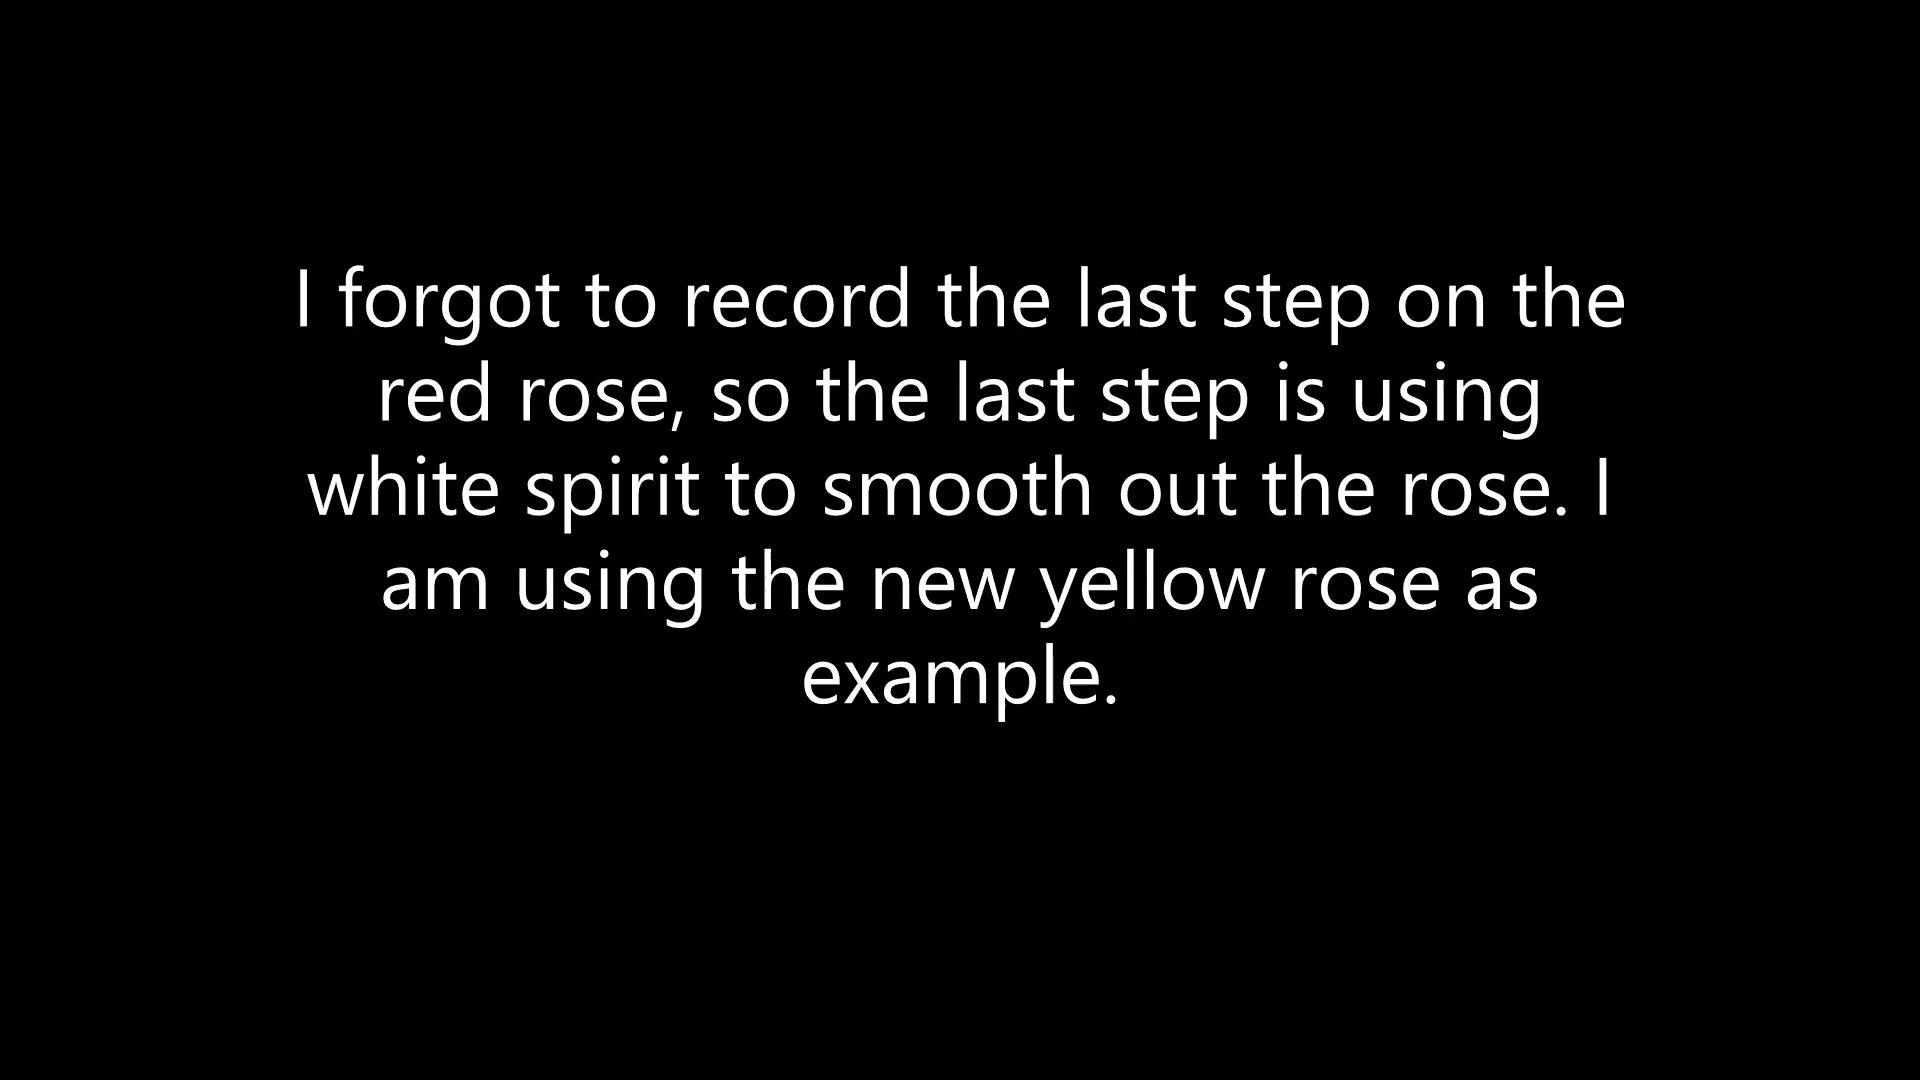 I forgot to record the last step on the
red rose, so the last step is using
white spirit to smooth out the rose. I
am using the new yellow rose as
example.